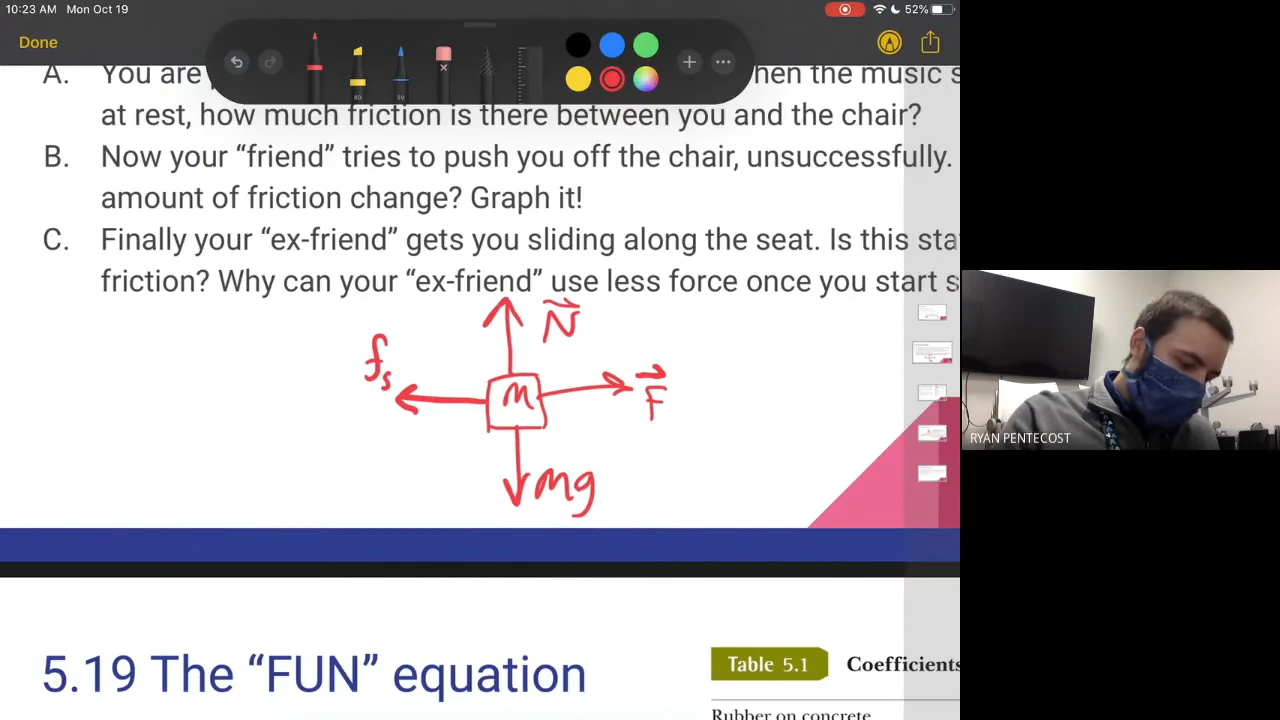 10:23 AM Mon Oct 19
52%
Done
A. You are
hen the music s
at rest, how much friction is there between you and the chair?
B. Now your “friend” tries to push you off the chair, unsuccessfully.
amount of friction change? Graph it!
C. Finally your “ex-friend” gets you sliding along the seat. Is this sta
friction? Why can your “ex-friend” use less force once you start s
N
fs
M
F
mg
RYAN PENTECOST
5.19 The “FUN” equation
Table 5.1 Coefficients
Rubber on concrete